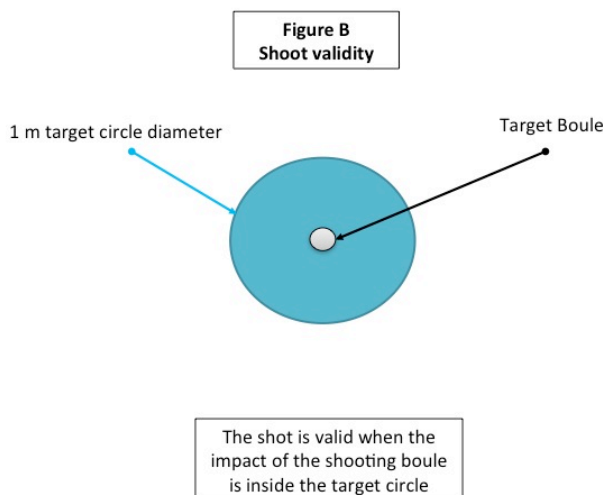 Figure B
Shoot validity
1 m target circle diameter
Target Boule
The shot is valid when the
impact of the shooting boule
is inside the target circle